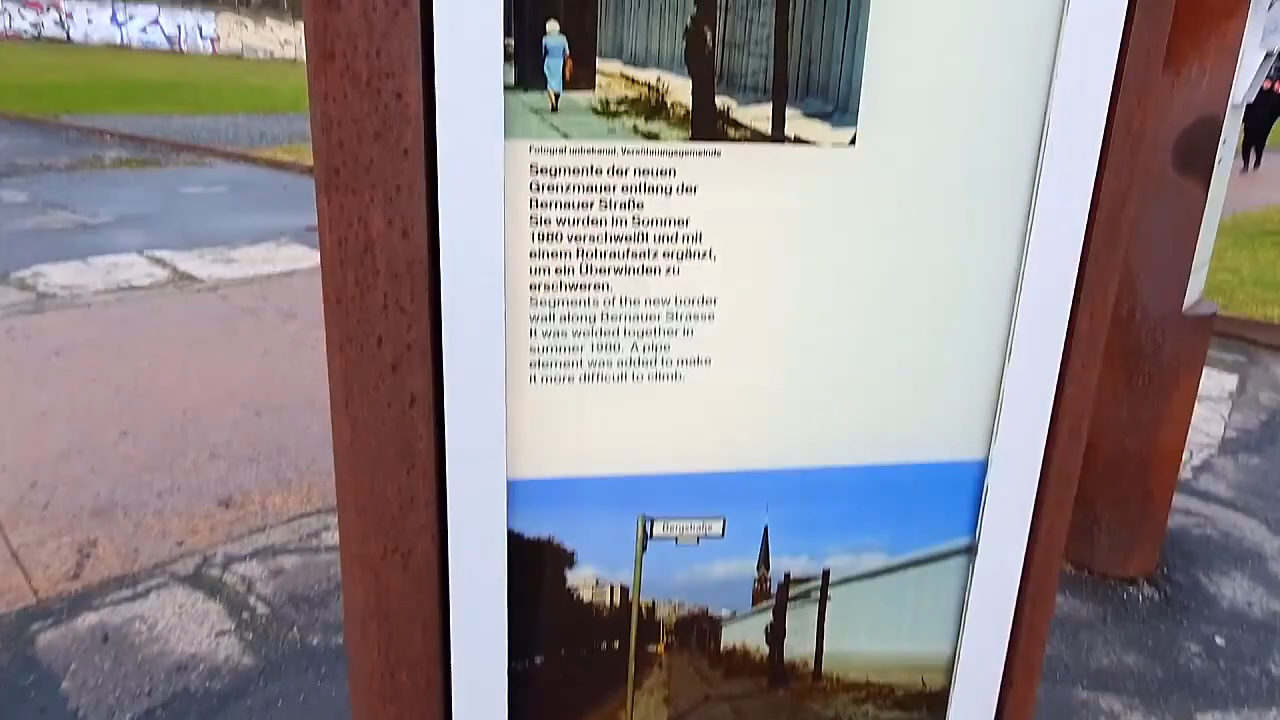 Fotograf unbekannt, Versöhnungsgemeinde
Segmente der neuen
Grenzmauer entlang der
Bernauer Straße
Sie wurden im Sommer
1980 verschweißt und mit
einem Rohraufsatz ergänzt,
um ein Überwinden zu
erschweren.
Segments of the new border
wall along Bernauer Strasse
It was welded together in
summer 1980. A pipe
element was added to make
it more difficult to climb.
Bergstraße